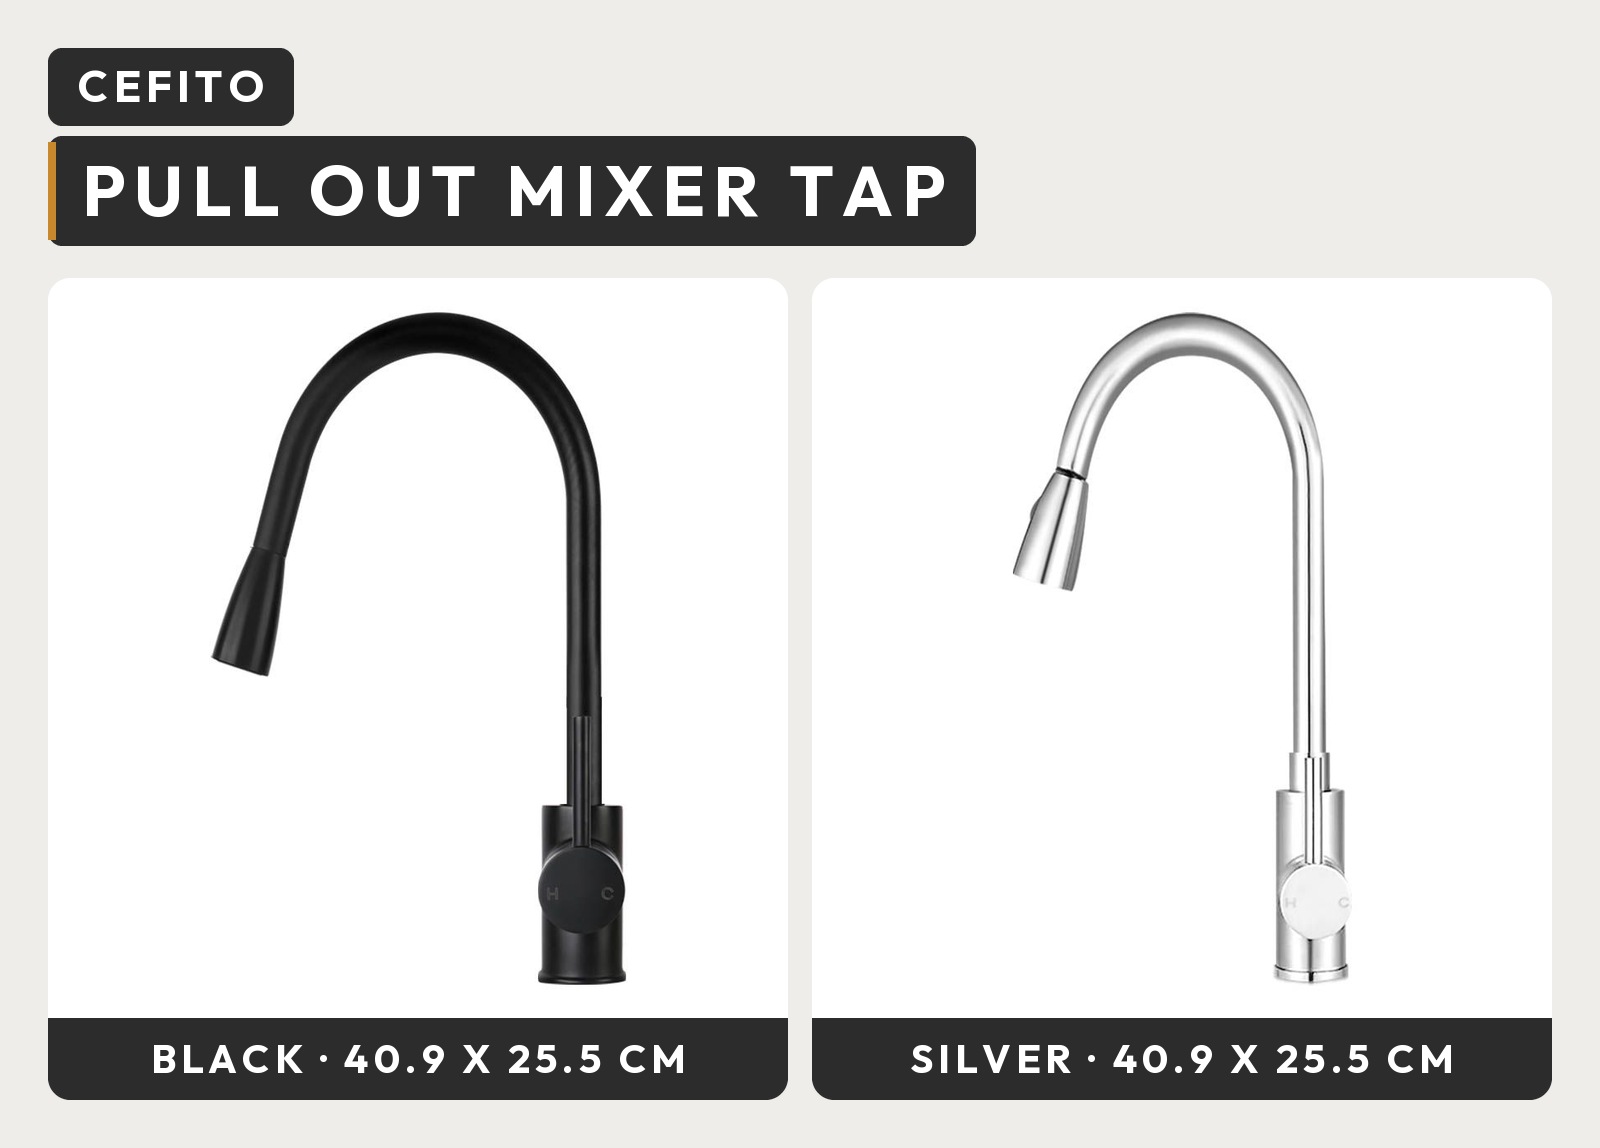 CEFITO
PULL OUT MIXER TAP
H C
H C
BLACK · 40.9 X 25.5 CM
SILVER · 40.9 X 25.5 CM